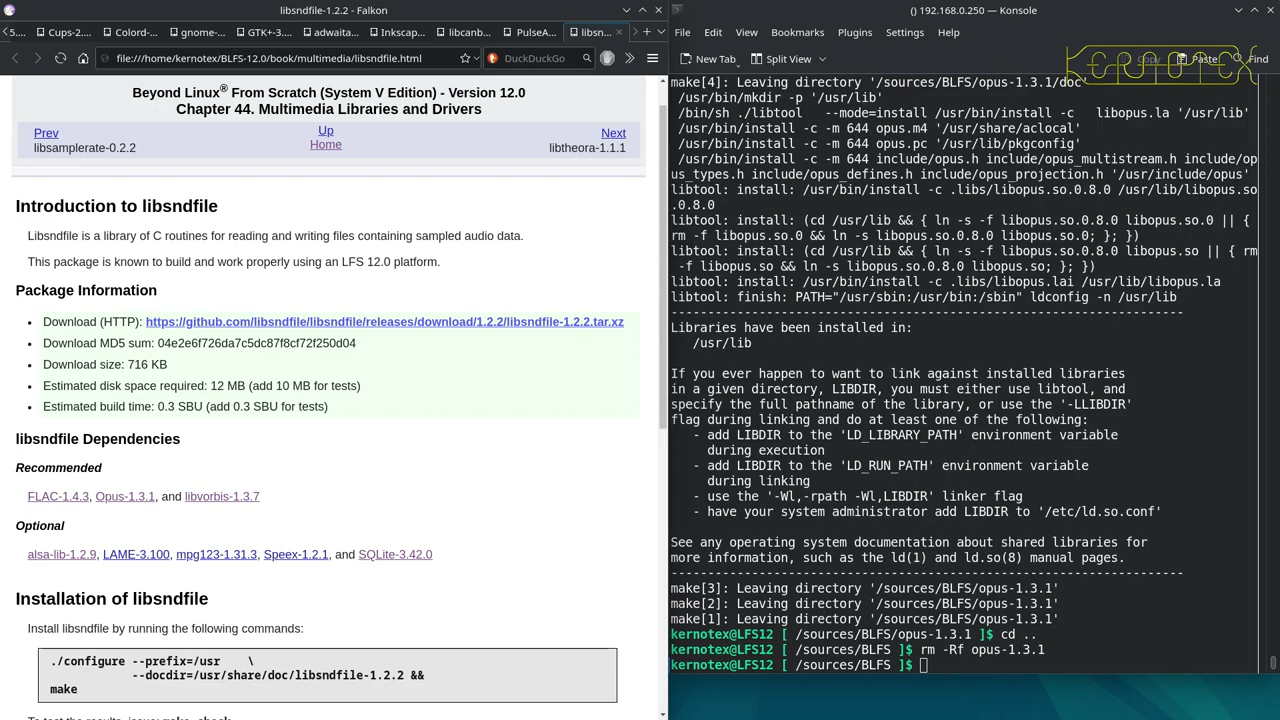 libsndfile-1.2.2 - Falkon
5.... Cups-2.... Colord-... gnome-... GTK+-3.... adwaita... Inkscap... libcanb... PulseA... libsn...
file:///home/kernotex/BLFS-12.0/book/multimedia/libsndfile.html DuckDuckGo
Beyond Linux® From Scratch (System V Edition) - Version 12.0
Chapter 44. Multimedia Libraries and Drivers
Prev Up Next
libsamplerate-0.2.2 Home libtheora-1.1.1
Introduction to libsndfile
Libsndfile is a library of C routines for reading and writing files containing sampled audio data.
This package is known to build and work properly using an LFS 12.0 platform.
Package Information
• Download (HTTP): https://github.com/libsndfile/libsndfile/releases/download/1.2.2/libsndfile-1.2.2.tar.xz
• Download MD5 sum: 04e2e6f726da7c5dc87f8cf72f250d04
• Download size: 716 KB
• Estimated disk space required: 12 MB (add 10 MB for tests)
• Estimated build time: 0.3 SBU (add 0.3 SBU for tests)
libsndfile Dependencies
Recommended
FLAC-1.4.3, Opus-1.3.1, and libvorbis-1.3.7
Optional
alsa-lib-1.2.9, LAME-3.100, mpg123-1.31.3, Speex-1.2.1, and SQLite-3.42.0
Installation of libsndfile
Install libsndfile by running the following commands:
./configure --prefix=/usr    \
            --docdir=/usr/share/doc/libsndfile-1.2.2 &&
make
To test the results, issue: make check.
() 192.168.0.250 — Konsole
File Edit View Bookmarks Plugins Settings Help
New Tab Split View Copy Paste Find
KERNOTEX
make[4]: Leaving directory '/sources/BLFS/opus-1.3.1/doc'
 /usr/bin/mkdir -p '/usr/lib'
 /bin/sh ./libtool   --mode=install /usr/bin/install -c   libopus.la '/usr/lib'
 /usr/bin/install -c -m 644 opus.m4 '/usr/share/aclocal'
 /usr/bin/install -c -m 644 opus.pc '/usr/lib/pkgconfig'
 /usr/bin/install -c -m 644 include/opus.h include/opus_multistream.h include/op
us_types.h include/opus_defines.h include/opus_projection.h '/usr/include/opus'
libtool: install: /usr/bin/install -c .libs/libopus.so.0.8.0 /usr/lib/libopus.so
.0.8.0
libtool: install: (cd /usr/lib && { ln -s -f libopus.so.0.8.0 libopus.so.0 || {
rm -f libopus.so.0 && ln -s libopus.so.0.8.0 libopus.so.0; }; })
libtool: install: (cd /usr/lib && { ln -s -f libopus.so.0.8.0 libopus.so || { rm
 -f libopus.so && ln -s libopus.so.0.8.0 libopus.so; }; })
libtool: install: /usr/bin/install -c .libs/libopus.lai /usr/lib/libopus.la
libtool: finish: PATH="/usr/sbin:/usr/bin:/sbin" ldconfig -n /usr/lib
----------------------------------------------------------------------
Libraries have been installed in:
   /usr/lib
If you ever happen to want to link against installed libraries
in a given directory, LIBDIR, you must either use libtool, and
specify the full pathname of the library, or use the '-LLIBDIR'
flag during linking and do at least one of the following:
   - add LIBDIR to the 'LD_LIBRARY_PATH' environment variable
     during execution
   - add LIBDIR to the 'LD_RUN_PATH' environment variable
     during linking
   - use the '-Wl,-rpath -Wl,LIBDIR' linker flag
   - have your system administrator add LIBDIR to '/etc/ld.so.conf'
See any operating system documentation about shared libraries for
more information, such as the ld(1) and ld.so(8) manual pages.
----------------------------------------------------------------------
make[3]: Leaving directory '/sources/BLFS/opus-1.3.1'
make[2]: Leaving directory '/sources/BLFS/opus-1.3.1'
make[1]: Leaving directory '/sources/BLFS/opus-1.3.1'
kernotex@LFS12 [ /sources/BLFS/opus-1.3.1 ]$ cd ..
kernotex@LFS12 [ /sources/BLFS ]$ rm -Rf opus-1.3.1
kernotex@LFS12 [ /sources/BLFS ]$